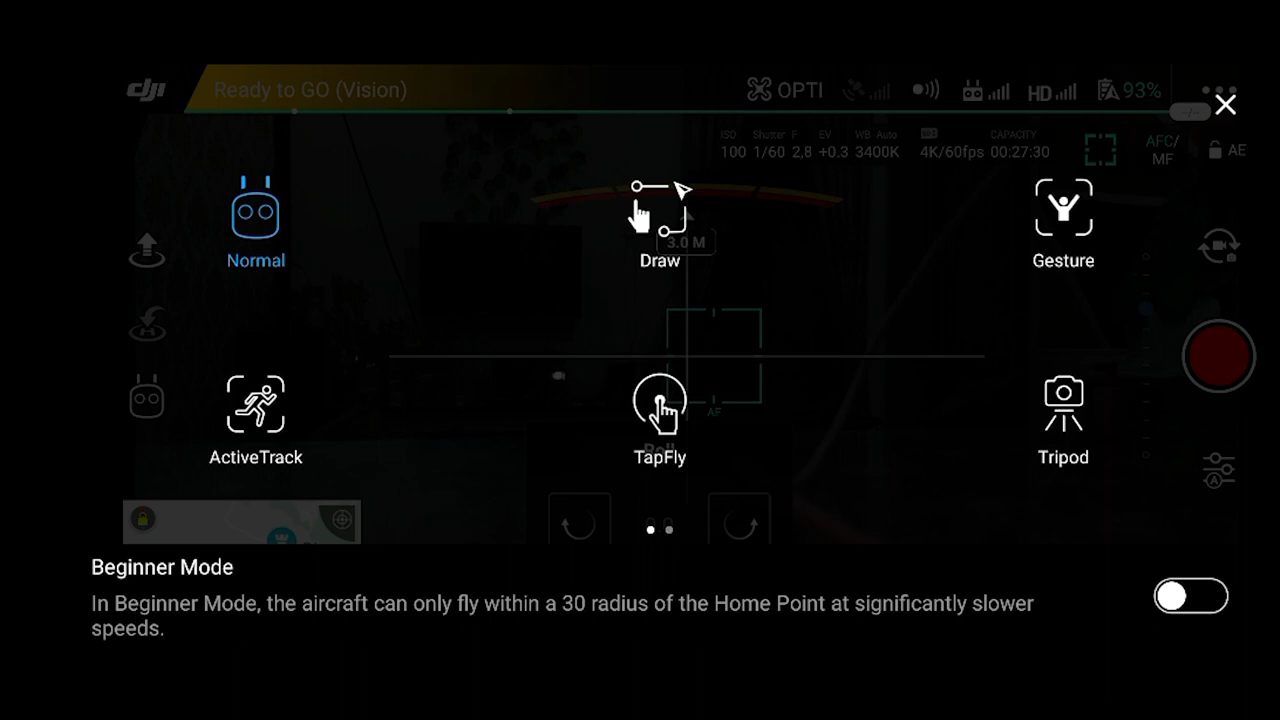 dji
Ready to GO (Vision)
OPTI
HD
93%
ISO Shutter F EV WB Auto CAPACITY
100 1/60 2,8 +0.3 3400K 4K/60fps 00:27:30
AFC/
MF
AE
Normal
Draw
Gesture
3.0 M
AF
ActiveTrack
TapFly
Tripod
Beginner Mode
In Beginner Mode, the aircraft can only fly within a 30 radius of the Home Point at significantly slower
speeds.